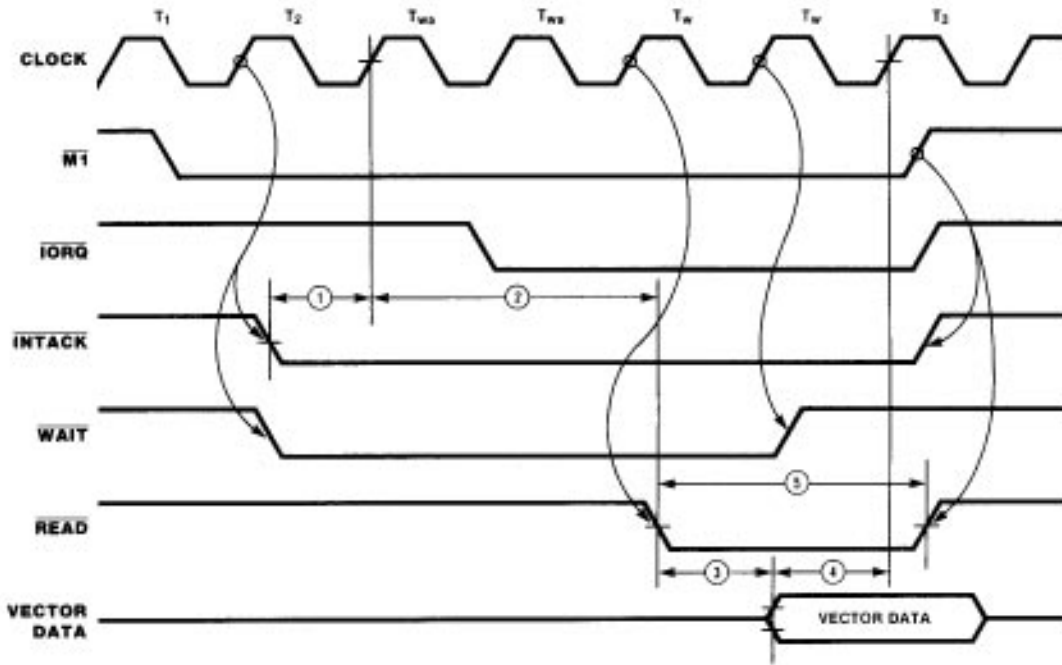 T1 T2 Twa Twa Tw Tw T3
CLOCK
M1
IORQ
1 2
INTACK
WAIT
5
READ
3 4
VECTOR DATA
VECTOR DATA